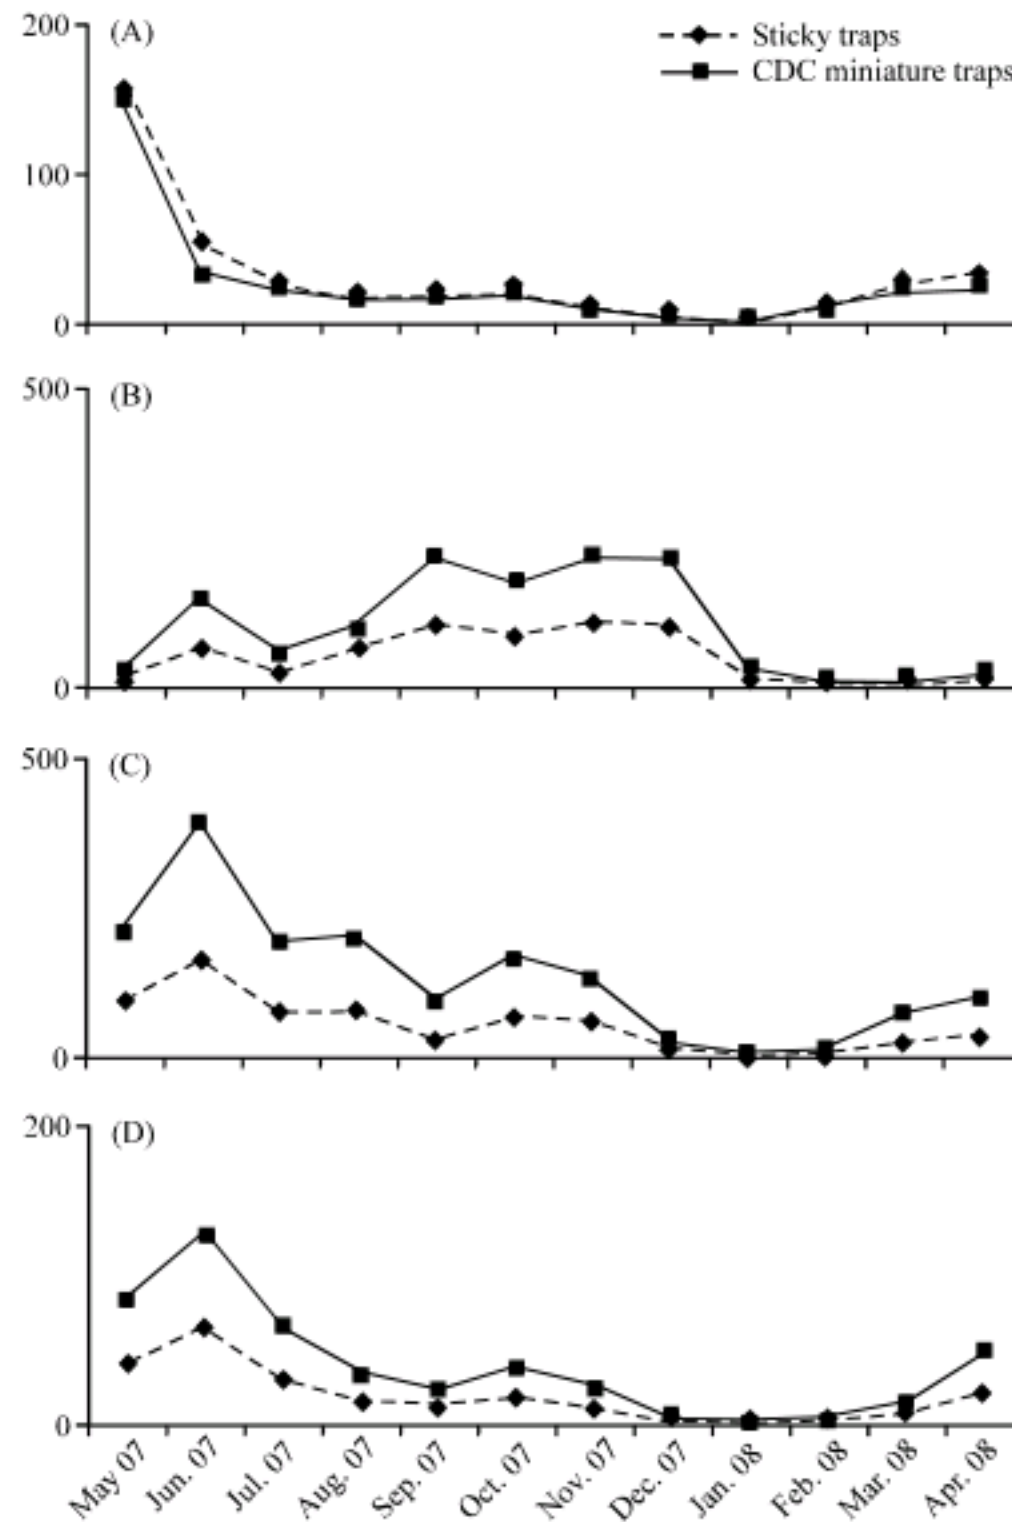 200
(A)
Sticky traps
CDC miniature traps
100
0
500
(B)
0
500
(C)
0
200
(D)
0
May 07 Jun. 07 Jul. 07 Aug. 07 Sep. 07 Oct. 07 Nov. 07 Dec. 07 Jan. 08 Feb. 08 Mar. 08 Apr. 08